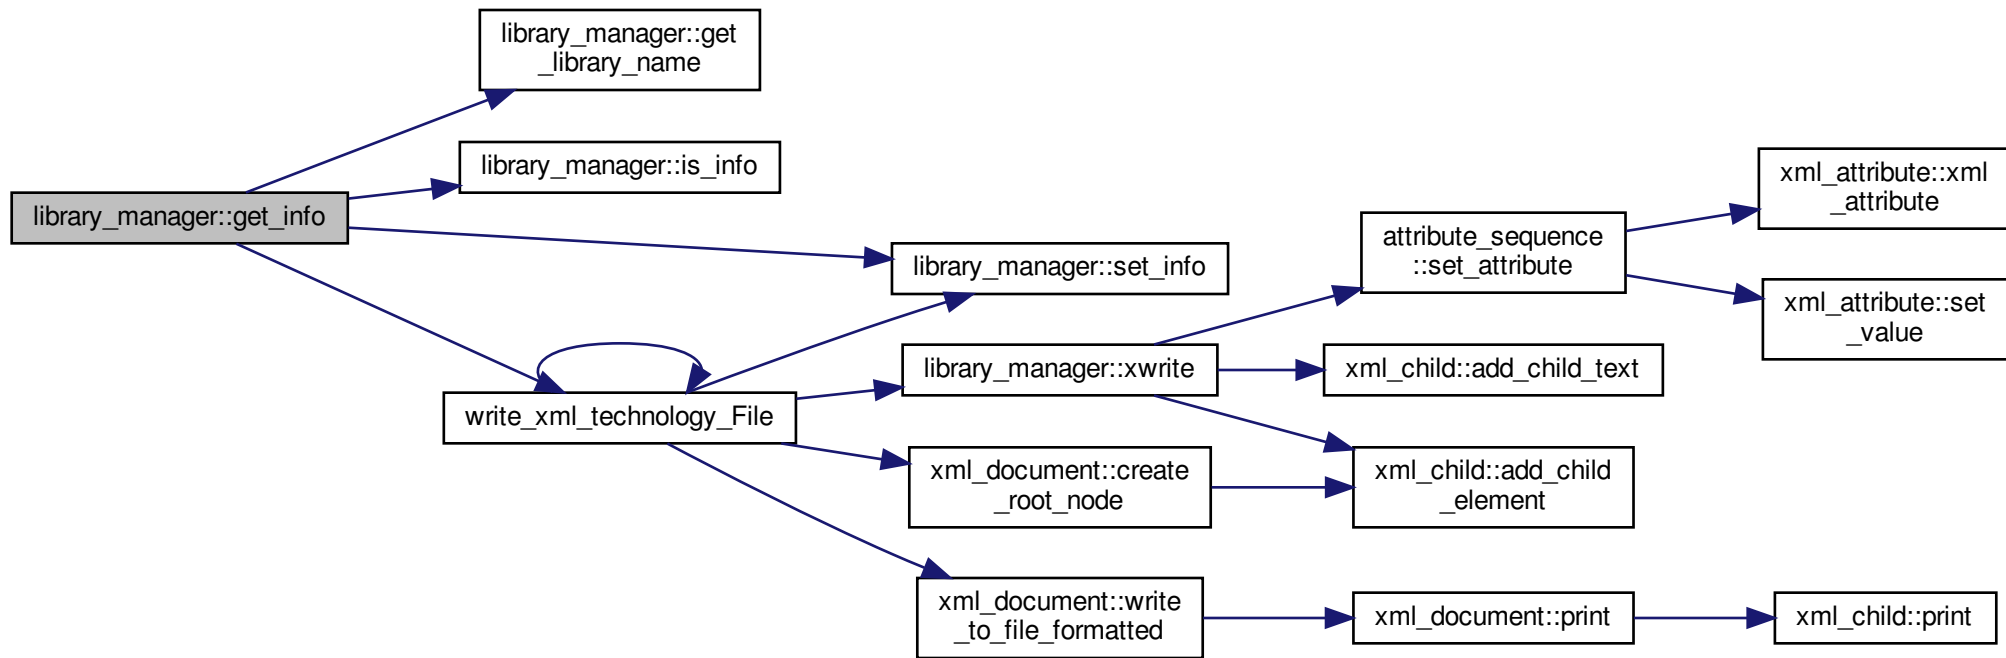 library_manager::get
_library_name
library_manager::is_info
library_manager::get_info
library_manager::set_info
write_xml_technology_File
library_manager::xwrite
xml_document::create
_root_node
xml_document::write
_to_file_formatted
attribute_sequence
::set_attribute
xml_child::add_child_text
xml_child::add_child
_element
xml_document::print
xml_attribute::xml
_attribute
xml_attribute::set
_value
xml_child::print